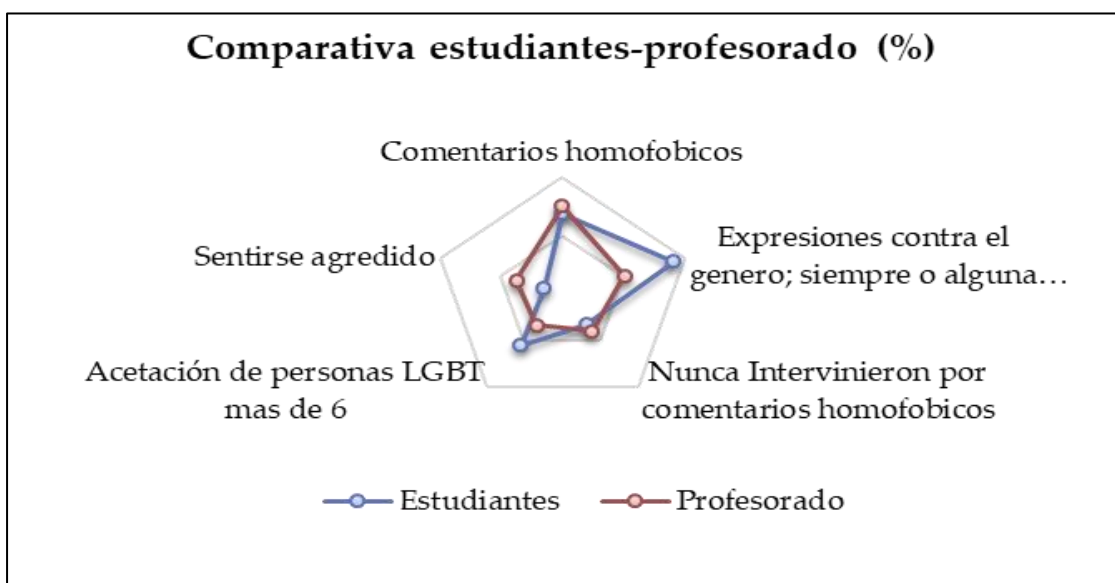 Comparativa estudiantes-profesorado (%)
Comentarios homofobicos
Expresiones contra el
genero; siempre o alguna…
Sentirse agredido
Acetación de personas LGBT
mas de 6
Nunca Intervinieron por
comentarios homofobicos
Estudiantes
Profesorado